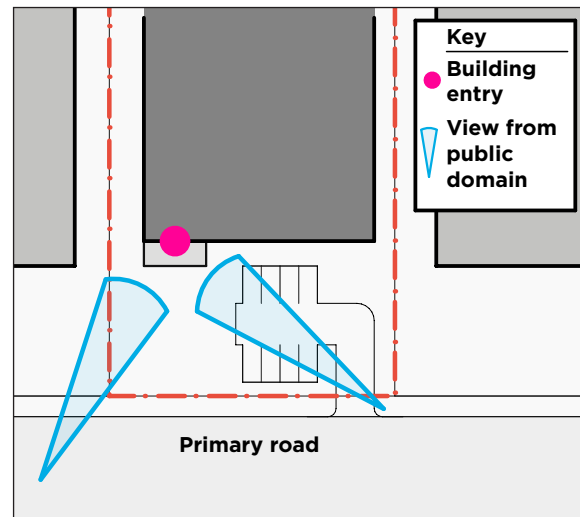 Key
Building
entry
View from
public
domain
Primary road